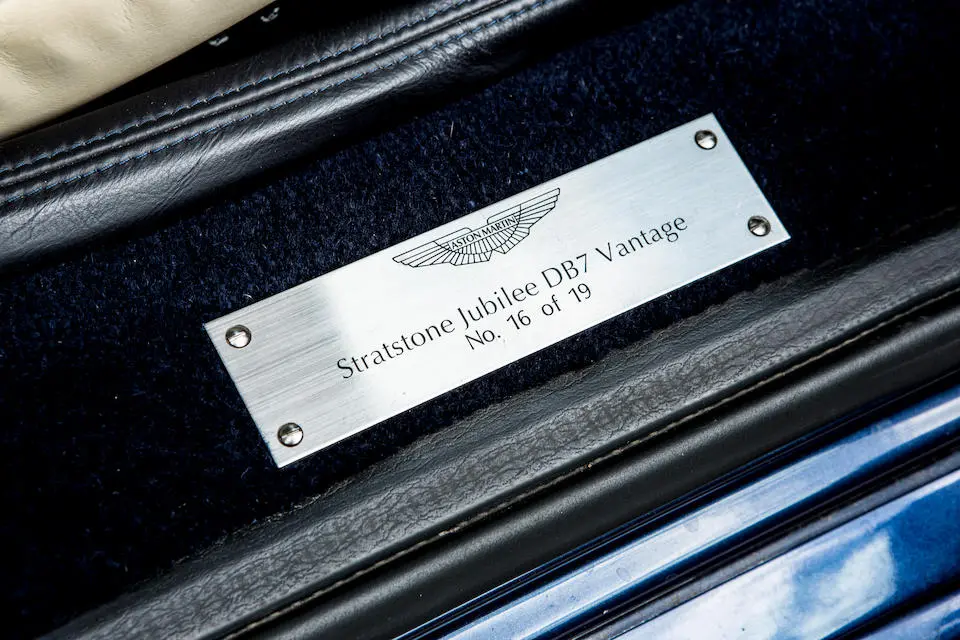 ASTON MARTIN
Stratstone Jubilee DB7 Vantage
No. 16 of 19